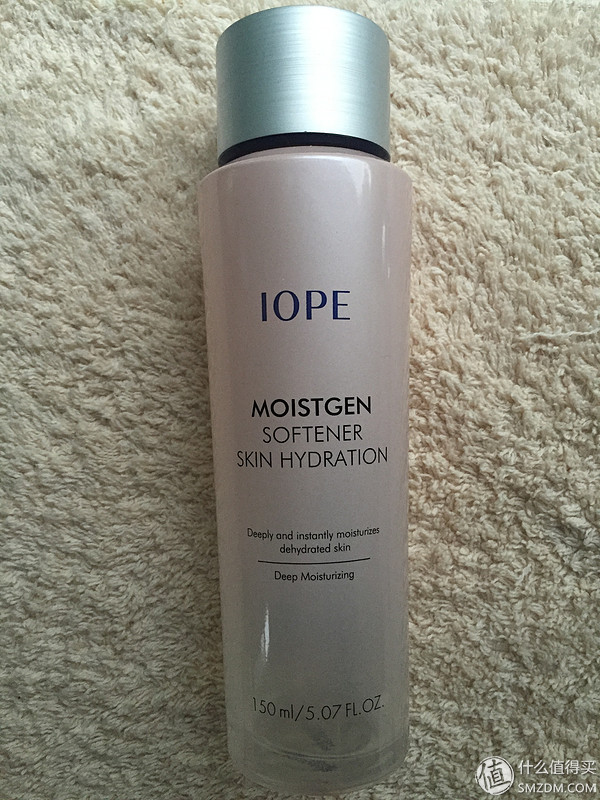 IOPE
MOISTGEN
SOFTENER
SKIN HYDRATION
Deeply and instantly moisturizes
dehydrated skin
Deep Moisturizing
150 ml/5.07 FL.OZ.
值 什么值得买
SMZDM.COM